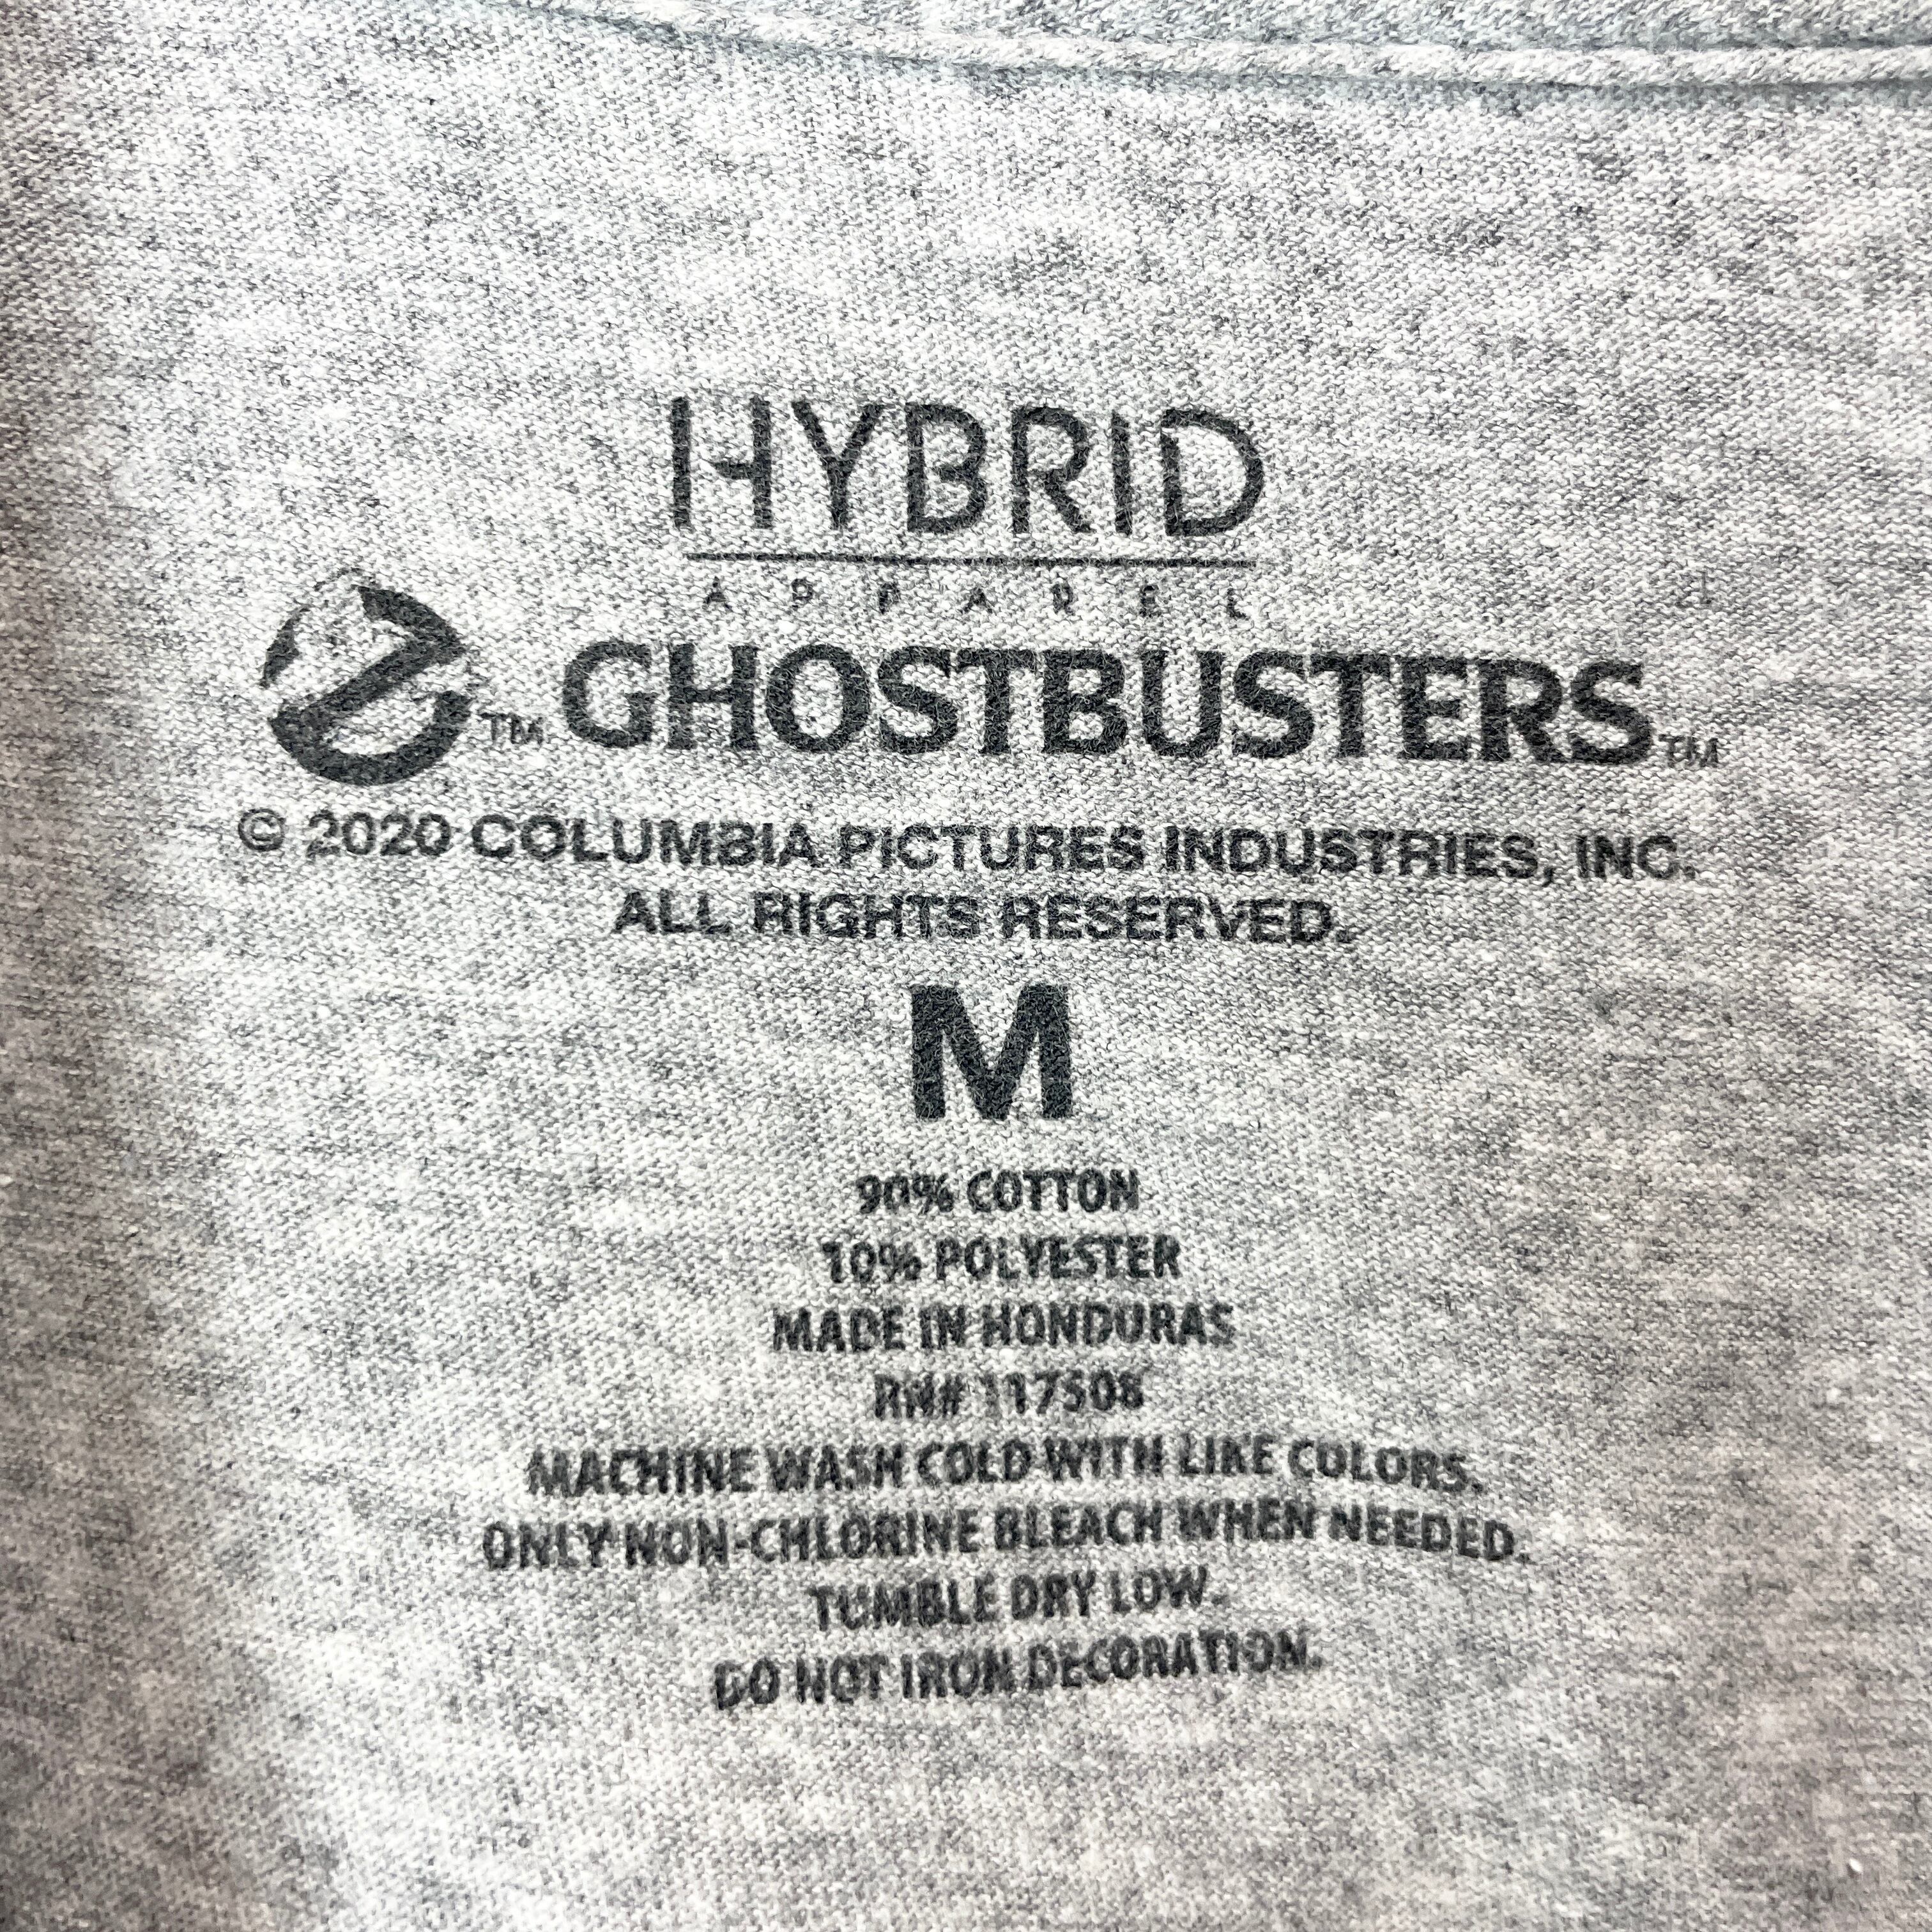 HYBRID
APPAREL
TM GHOSTBUSTERS TM
© 2020 COLUMBIA PICTURES INDUSTRIES, INC.
ALL RIGHTS RESERVED.
M
90% COTTON
10% POLYESTER
MADE IN HONDURAS
RN# 117508
MACHINE WASH COLD WITH LIKE COLORS.
ONLY NON-CHLORINE BLEACH WHEN NEEDED.
TUMBLE DRY LOW.
DO NOT IRON DECORATION.